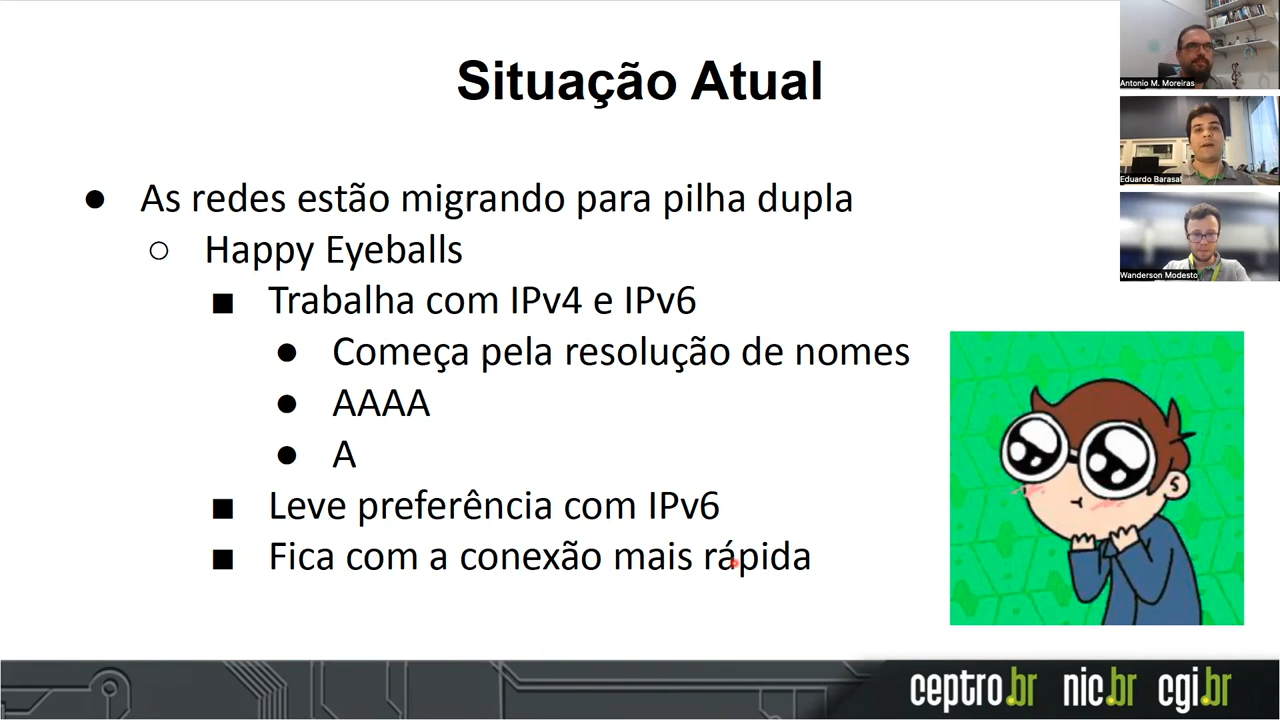 Situação Atual
● As redes estão migrando para pilha dupla
○ Happy Eyeballs
■ Trabalha com IPv4 e IPv6
● Começa pela resolução de nomes
● AAAA
● A
■ Leve preferência com IPv6
■ Fica com a conexão mais rápida
Antonio M. Moreiras
Eduardo Barasal
Wanderson Modesto
ceptro.br nic.br cgi.br